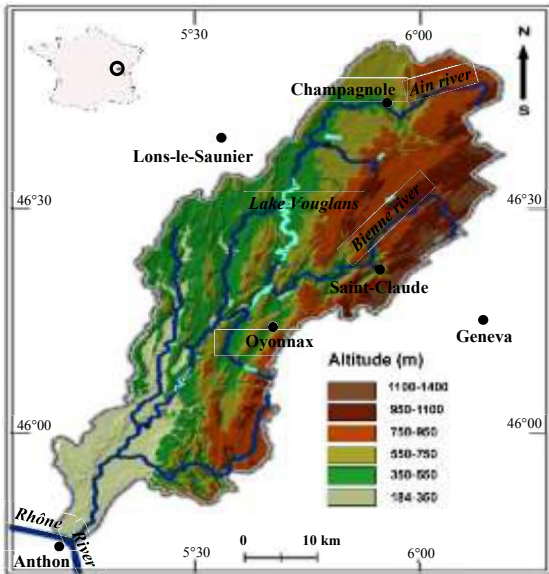 5°30
6°00
N
S
Champagnole
Ain river
Lons-le-Saunier
46°30
46°30
Lake Vouglans
Bienne river
Saint-Claude
Oyonnax
Geneva
Altitude (m)
1100-1400
950-1100
750-950
550-750
350-550
184-350
46°00
46°00
Rhône
River
Anthon
5°30
0 10 km
6°00